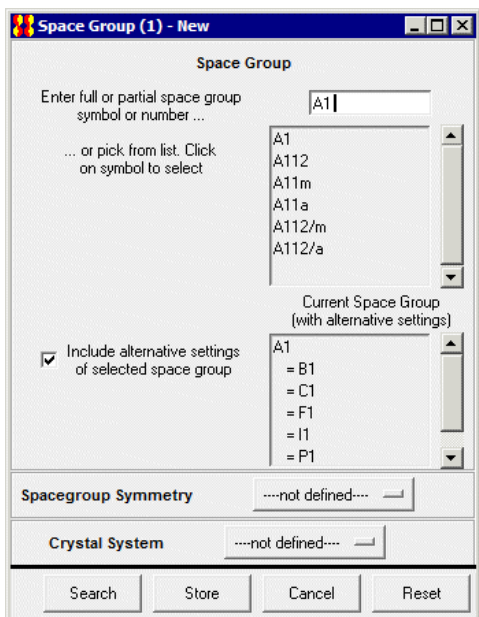 Space Group (1) - New
Space Group
Enter full or partial space group
symbol or number ...
A1
... or pick from list. Click
on symbol to select
A1
A112
A11m
A11a
A112/m
A112/a
Current Space Group
(with alternative settings)
Include alternative settings
of selected space group
A1
= B1
= C1
= F1
= I1
= P1
Spacegroup Symmetry
----not defined----
Crystal System
----not defined----
Search
Store
Cancel
Reset